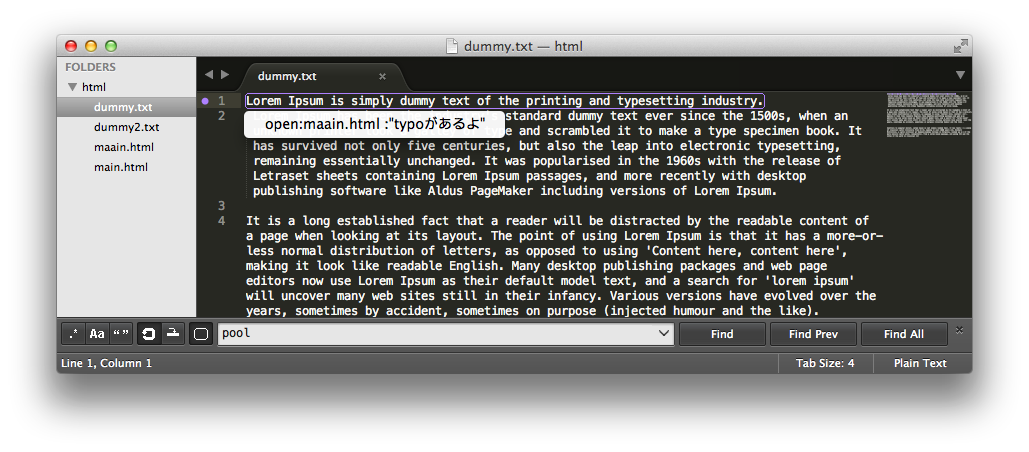 dummy.txt — html
FOLDERS
html
dummy.txt
dummy2.txt
maain.html
main.html
dummy.txt
1 Lorem Ipsum is simply dummy text of the printing and typesetting industry.
2 standard dummy text ever since the 1500s, when an
open:maain.html :"typoがあるよ"
and scrambled it to make a type specimen book. It
has survived not only five centuries, but also the leap into electronic typesetting,
remaining essentially unchanged. It was popularised in the 1960s with the release of
Letraset sheets containing Lorem Ipsum passages, and more recently with desktop
publishing software like Aldus PageMaker including versions of Lorem Ipsum.
3
4 It is a long established fact that a reader will be distracted by the readable content of
a page when looking at its layout. The point of using Lorem Ipsum is that it has a more-or-
less normal distribution of letters, as opposed to using 'Content here, content here',
making it look like readable English. Many desktop publishing packages and web page
editors now use Lorem Ipsum as their default model text, and a search for 'lorem ipsum'
will uncover many web sites still in their infancy. Various versions have evolved over the
years, sometimes by accident, sometimes on purpose (injected humour and the like).
.* Aa “ ” pool Find Find Prev Find All
Line 1, Column 1 Tab Size: 4 Plain Text